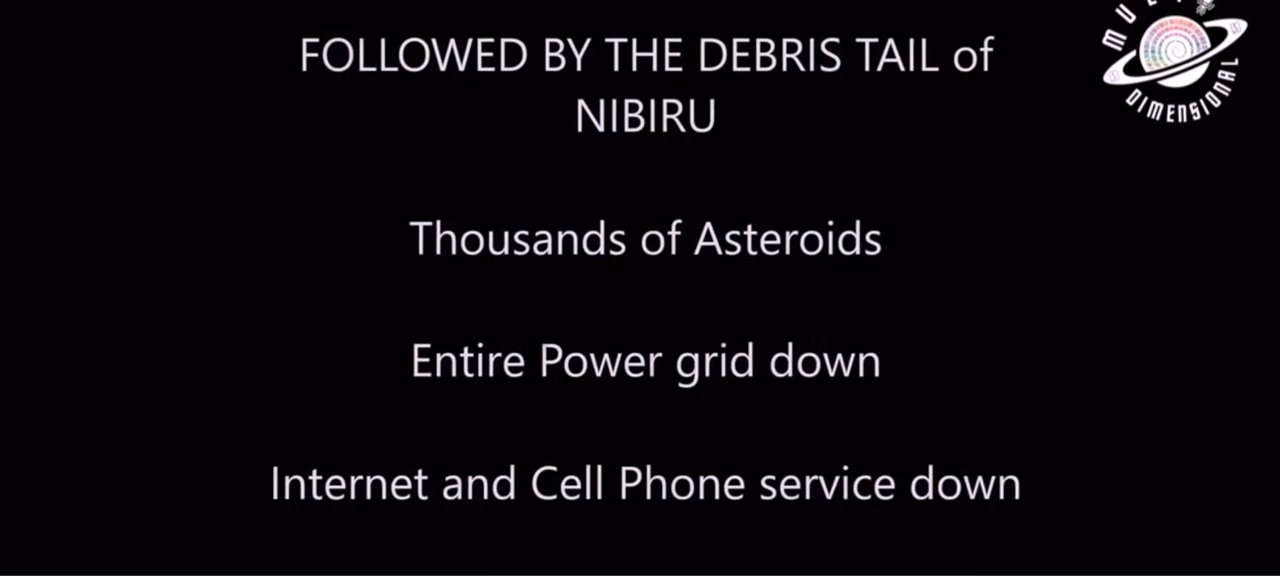 FOLLOWED BY THE DEBRIS TAIL of
NIBIRU
Thousands of Asteroids
Entire Power grid down
Internet and Cell Phone service down
DIMENSIONAL